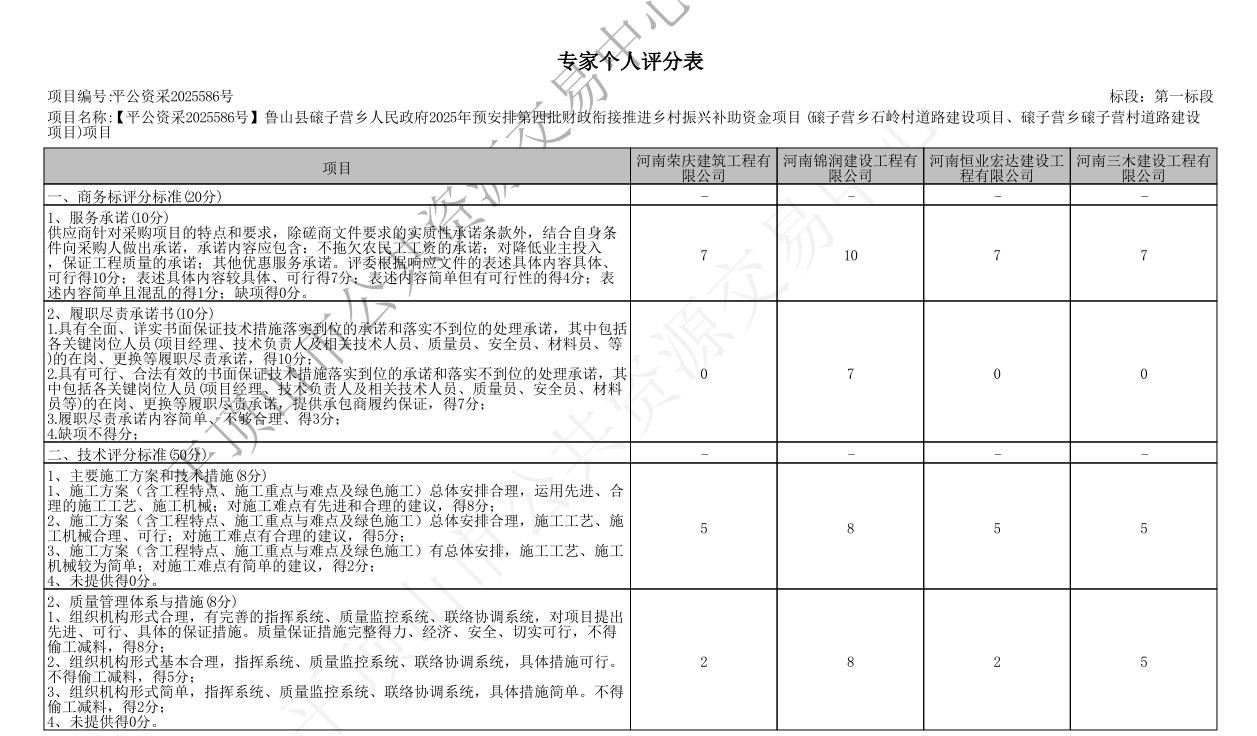 专家个人评分表
项目编号:平公资采2025586号
标段：第一标段
项目名称:【平公资采2025586号】鲁山县磙子营乡人民政府2025年预安排第四批财政衔接推进乡村振兴补助资金项目(磙子营乡石岭村道路建设项目、磙子营乡磙子营村道路建设
项目)项目
项目
河南荣庆建筑工程有
限公司
河南锦润建设工程有
限公司
河南恒业宏达建设工
程有限公司
河南三木建设工程有
限公司
一、商务标评分标准(20分)
－ － － －
1、服务承诺(10分)
供应商针对采购项目的特点和要求，除磋商文件要求的实质性承诺条款外，结合自身条
件向采购人做出承诺，承诺内容应包含：不拖欠农民工工资的承诺；对降低业主投入
，保证工程质量的承诺；其他优惠服务承诺。评委根据响应文件的表述具体内容具体、
可行得10分；表述具体内容较具体、可行得7分；表述内容简单但有可行性的得4分；表
述内容简单且混乱的得1分；缺项得0分。
7 10 7 7
2、履职尽责承诺书(10分)
1.具有全面、详实书面保证技术措施落实到位的承诺和落实不到位的处理承诺，其中包括
各关键岗位人员(项目经理、技术负责人及相关技术人员、质量员、安全员、材料员、等
)的在岗、更换等履职尽责承诺，得10分；
2.具有可行、合法有效的书面保证技术措施落实到位的承诺和落实不到位的处理承诺，其
中包括各关键岗位人员(项目经理、技术负责人及相关技术人员、质量员、安全员、材料
员等)的在岗、更换等履职尽责承诺，提供承包商履约保证，得7分；
3.履职尽责承诺内容简单、不够合理、得3分；
4.缺项不得分；
0 7 0 0
二、技术评分标准(50分)
－ － － －
1、主要施工方案和技术措施(8分)
1、施工方案（含工程特点、施工重点与难点及绿色施工）总体安排合理，运用先进、合
理的施工工艺、施工机械；对施工难点有先进和合理的建议，得8分；
2、施工方案（含工程特点、施工重点与难点及绿色施工）总体安排合理，施工工艺、施
工机械合理、可行；对施工难点有合理的建议，得5分；
3、施工方案（含工程特点、施工重点与难点及绿色施工）有总体安排，施工工艺、施工
机械较为简单；对施工难点有简单的建议，得2分；
4、未提供得0分。
5 8 5 5
2、质量管理体系与措施(8分)
1、组织机构形式合理，有完善的指挥系统、质量监控系统、联络协调系统，对项目提出
先进、可行、具体的保证措施。质量保证措施完整得力、经济、安全、切实可行，不得
偷工减料，得8分；
2、组织机构形式基本合理，指挥系统、质量监控系统、联络协调系统，具体措施可行。
不得偷工减料，得5分；
3、组织机构形式简单，指挥系统、质量监控系统、联络协调系统，具体措施简单。不得
偷工减料，得2分；
4、未提供得0分。
2 8 2 5
平顶山市公共资源交易中心
平顶山市公共资源交易中心